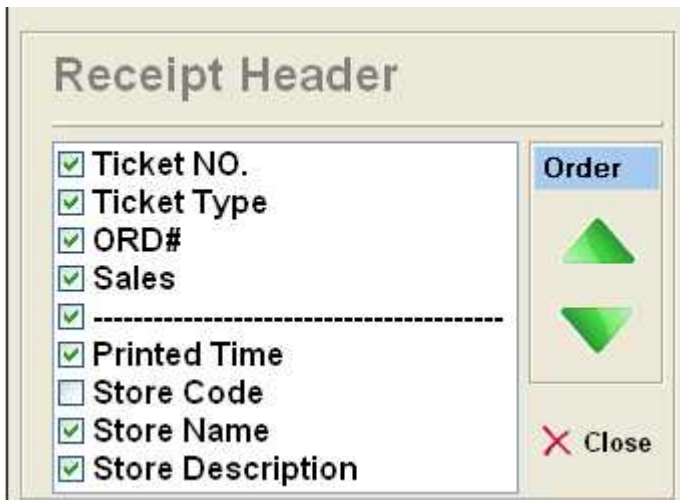 Receipt Header
Ticket NO.
Ticket Type
ORD#
Sales
-----------------------------------------
Printed Time
Store Code
Store Name
Store Description
Order
Close